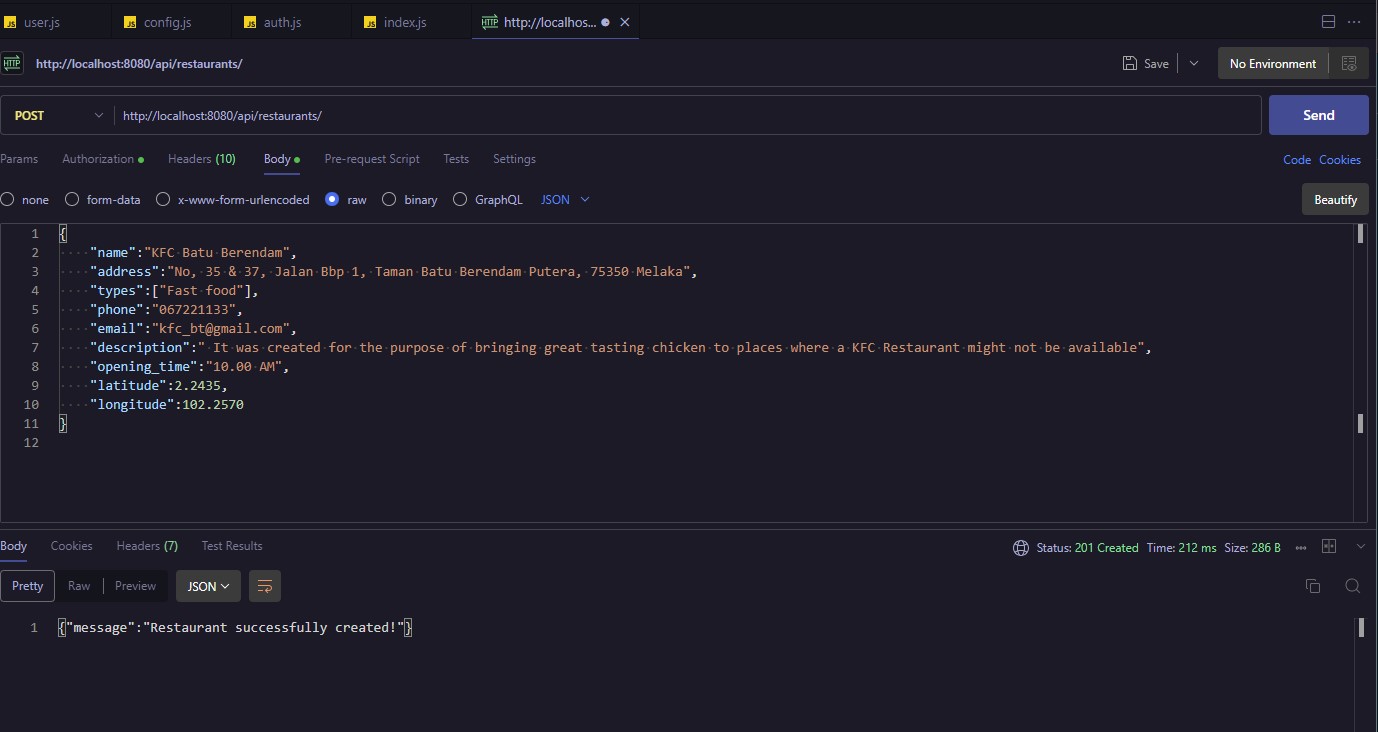 JS user.js JS config.js JS auth.js JS index.js HTTP http://localhos...
HTTP http://localhost:8080/api/restaurants/ Save No Environment
POST http://localhost:8080/api/restaurants/ Send
Params Authorization Headers (10) Body Pre-request Script Tests Settings Code Cookies
none form-data x-www-form-urlencoded raw binary GraphQL JSON Beautify
1 {
2 "name":"KFC Batu Berendam",
3 "address":"No, 35 & 37, Jalan Bbp 1, Taman Batu Berendam Putera, 75350 Melaka",
4 "types":["Fast food"],
5 "phone":"067221133",
6 "email":"kfc_bt@gmail.com",
7 "description":" It was created for the purpose of bringing great tasting chicken to places where a KFC Restaurant might not be available",
8 "opening_time":"10.00 AM",
9 "latitude":2.2435,
10 "longitude":102.2570
11 }
12
Body Cookies Headers (7) Test Results Status: 201 Created Time: 212 ms Size: 286 B
Pretty Raw Preview JSON
1 {"message":"Restaurant successfully created!"}